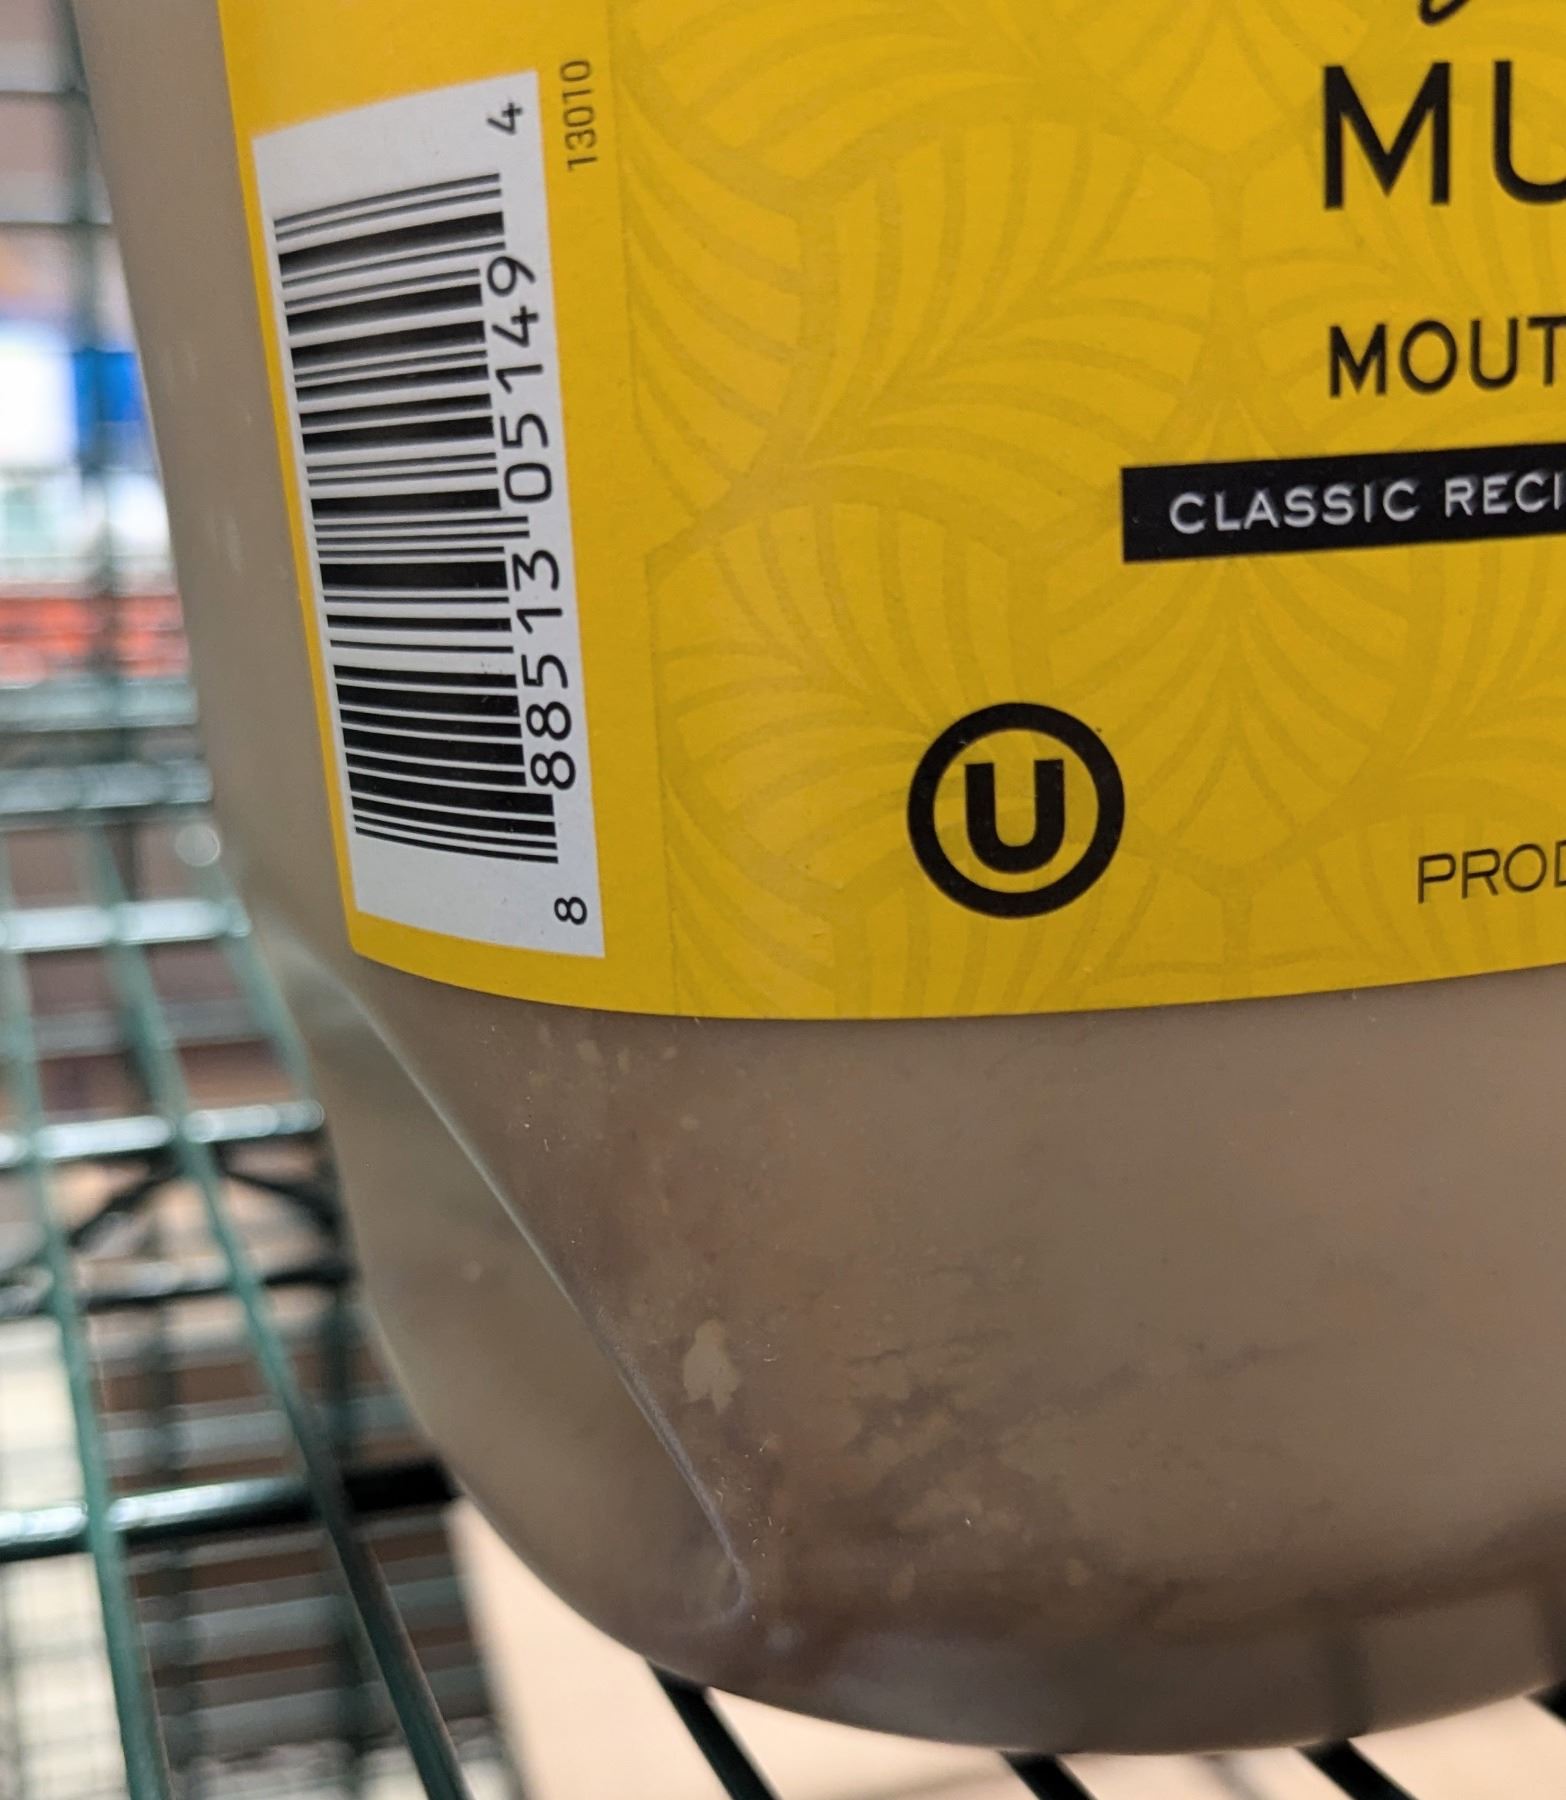 8 88513 05149 4
13010
MU
MOUT
CLASSIC RECI
U
PROD